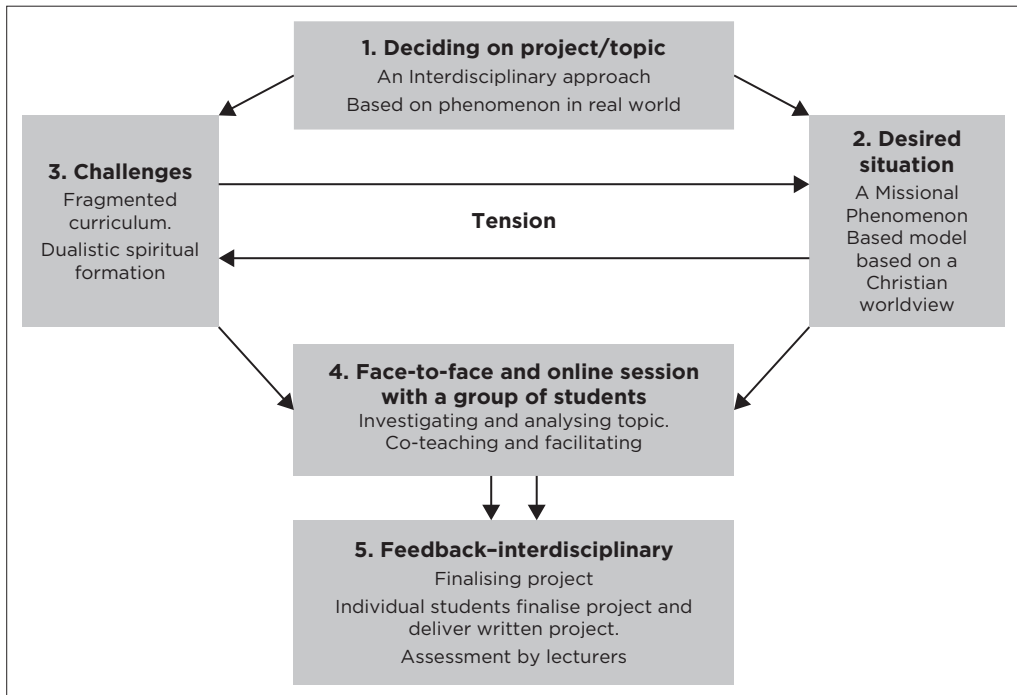 1. Deciding on project/topic
An Interdisciplinary approach
Based on phenomenon in real world
2. Desired
situation
A Missional
Phenomenon
Based model
based on a
Christian
worldview
3. Challenges
Fragmented
curriculum.
Dualistic spiritual
formation
Tension
4. Face-to-face and online session
with a group of students
Investigating and analysing topic.
Co-teaching and facilitating
5. Feedback–interdisciplinary
Finalising project
Individual students finalise project and
deliver written project.
Assessment by lecturers